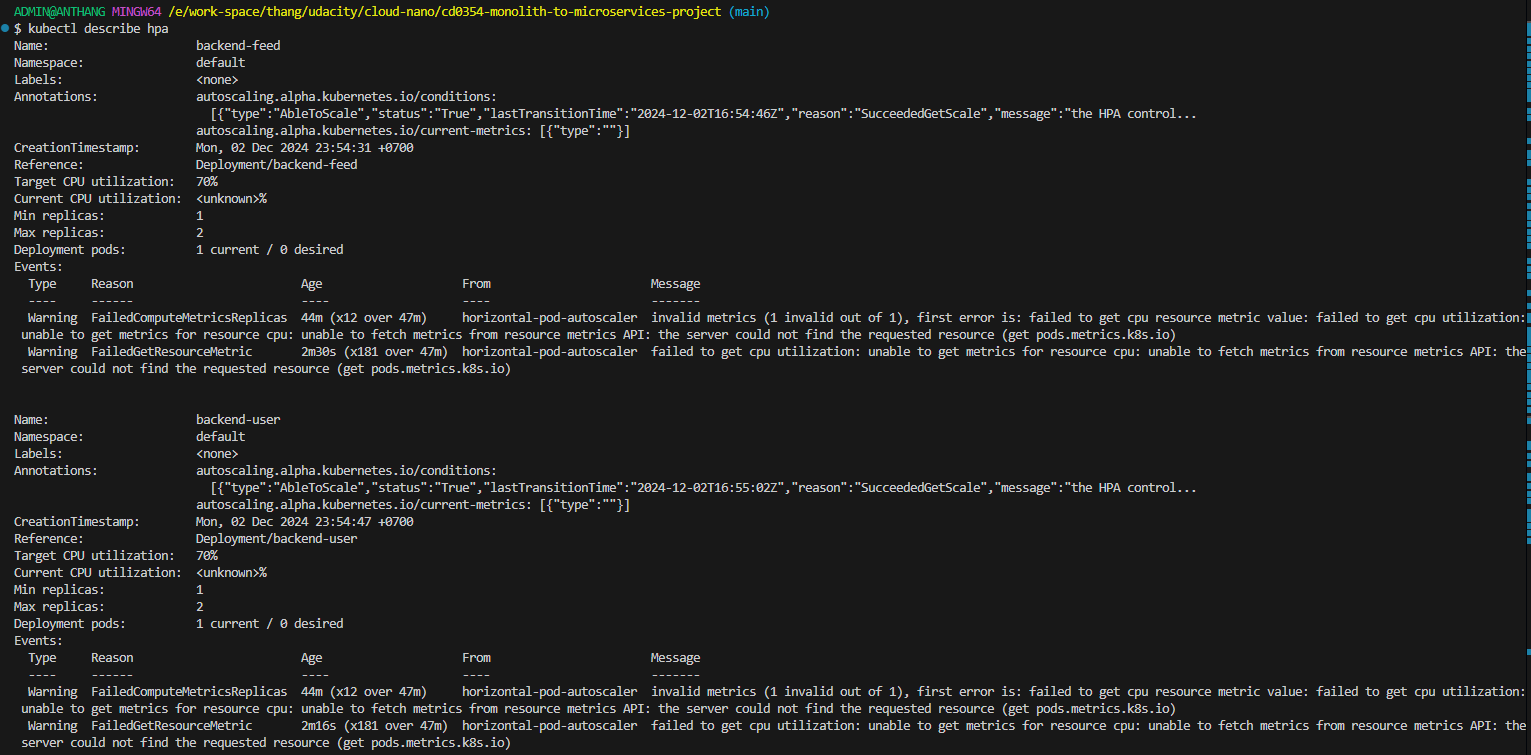 ADMIN@ANTHANG MINGW64 /e/work-space/thang/udacity/cloud-nano/cd0354-monolith-to-microservices-project (main)
$ kubectl describe hpa
Name:                     backend-feed
Namespace:                default
Labels:                   <none>
Annotations:              autoscaling.alpha.kubernetes.io/conditions:
                            [{"type":"AbleToScale","status":"True","lastTransitionTime":"2024-12-02T16:54:46Z","reason":"SucceededGetScale","message":"the HPA control...
                          autoscaling.alpha.kubernetes.io/current-metrics: [{"type":""}]
CreationTimestamp:        Mon, 02 Dec 2024 23:54:31 +0700
Reference:                Deployment/backend-feed
Target CPU utilization:   70%
Current CPU utilization:  <unknown>%
Min replicas:             1
Max replicas:             2
Deployment pods:          1 current / 0 desired
Events:
  Type     Reason                        Age                   From                       Message
  ----     ------                        ----                  ----                       -------
  Warning  FailedComputeMetricsReplicas  44m (x12 over 47m)    horizontal-pod-autoscaler  invalid metrics (1 invalid out of 1), first error is: failed to get cpu resource metric value: failed to get cpu utilization:
 unable to get metrics for resource cpu: unable to fetch metrics from resource metrics API: the server could not find the requested resource (get pods.metrics.k8s.io)
  Warning  FailedGetResourceMetric       2m30s (x181 over 47m)  horizontal-pod-autoscaler  failed to get cpu utilization: unable to get metrics for resource cpu: unable to fetch metrics from resource metrics API: the
 server could not find the requested resource (get pods.metrics.k8s.io)
Name:                     backend-user
Namespace:                default
Labels:                   <none>
Annotations:              autoscaling.alpha.kubernetes.io/conditions:
                            [{"type":"AbleToScale","status":"True","lastTransitionTime":"2024-12-02T16:55:02Z","reason":"SucceededGetScale","message":"the HPA control...
                          autoscaling.alpha.kubernetes.io/current-metrics: [{"type":""}]
CreationTimestamp:        Mon, 02 Dec 2024 23:54:47 +0700
Reference:                Deployment/backend-user
Target CPU utilization:   70%
Current CPU utilization:  <unknown>%
Min replicas:             1
Max replicas:             2
Deployment pods:          1 current / 0 desired
Events:
  Type     Reason                        Age                   From                       Message
  ----     ------                        ----                  ----                       -------
  Warning  FailedComputeMetricsReplicas  44m (x12 over 47m)    horizontal-pod-autoscaler  invalid metrics (1 invalid out of 1), first error is: failed to get cpu resource metric value: failed to get cpu utilization:
 unable to get metrics for resource cpu: unable to fetch metrics from resource metrics API: the server could not find the requested resource (get pods.metrics.k8s.io)
  Warning  FailedGetResourceMetric       2m16s (x181 over 47m)  horizontal-pod-autoscaler  failed to get cpu utilization: unable to get metrics for resource cpu: unable to fetch metrics from resource metrics API: the
 server could not find the requested resource (get pods.metrics.k8s.io)